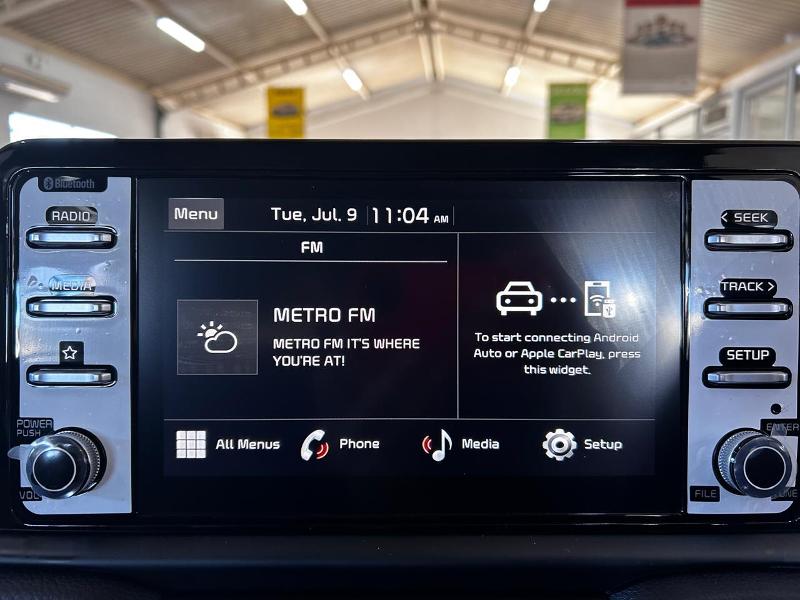 Bluetooth
RADIO
MEDIA
POWER
PUSH
VOL
Menu
Tue, Jul. 9
11:04 AM
FM
METRO FM
METRO FM IT'S WHERE
YOU'RE AT!
To start connecting Android
Auto or Apple CarPlay, press
this widget.
All Menus
Phone
Media
Setup
< SEEK
TRACK >
SETUP
ENTER
FILE